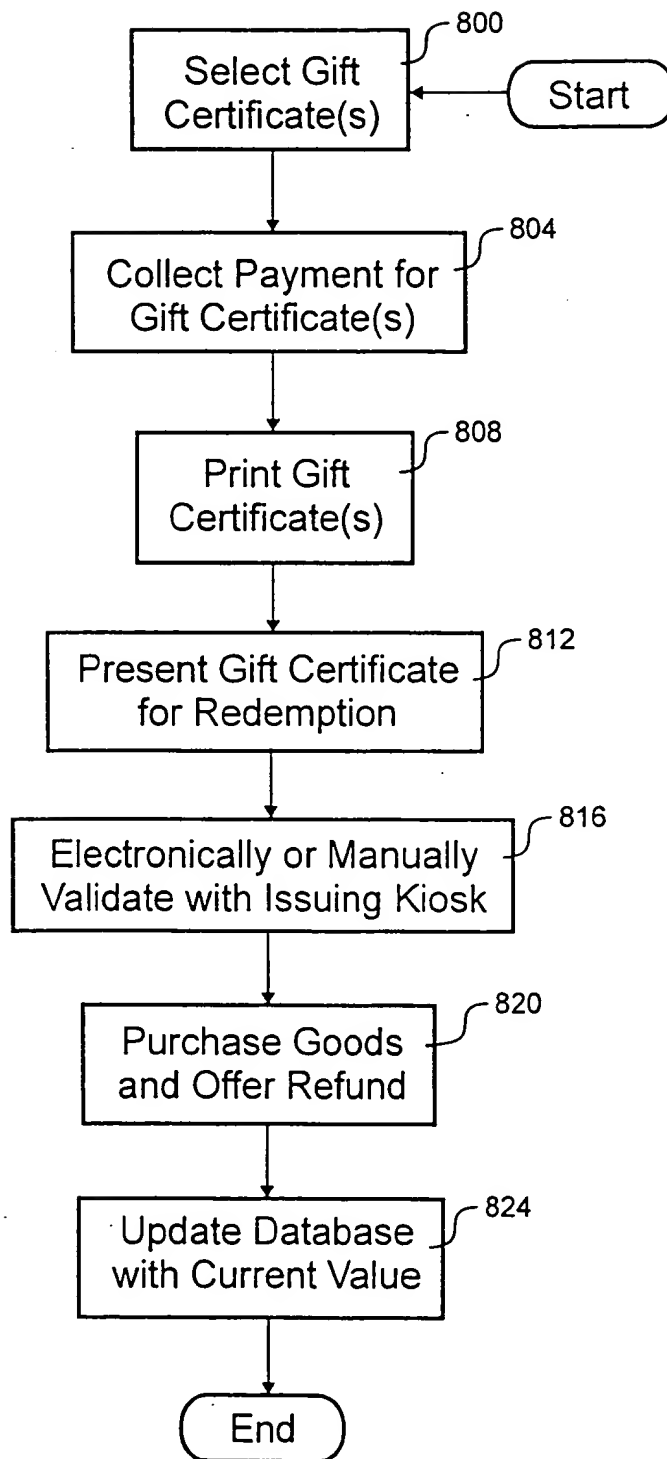 800
Select Gift
Certificate(s)
Start
804
Collect Payment for
Gift Certificate(s)
808
Print Gift
Certificate(s)
812
Present Gift Certificate
for Redemption
816
Electronically or Manually
Validate with Issuing Kiosk
820
Purchase Goods
and Offer Refund
824
Update Database
with Current Value
End